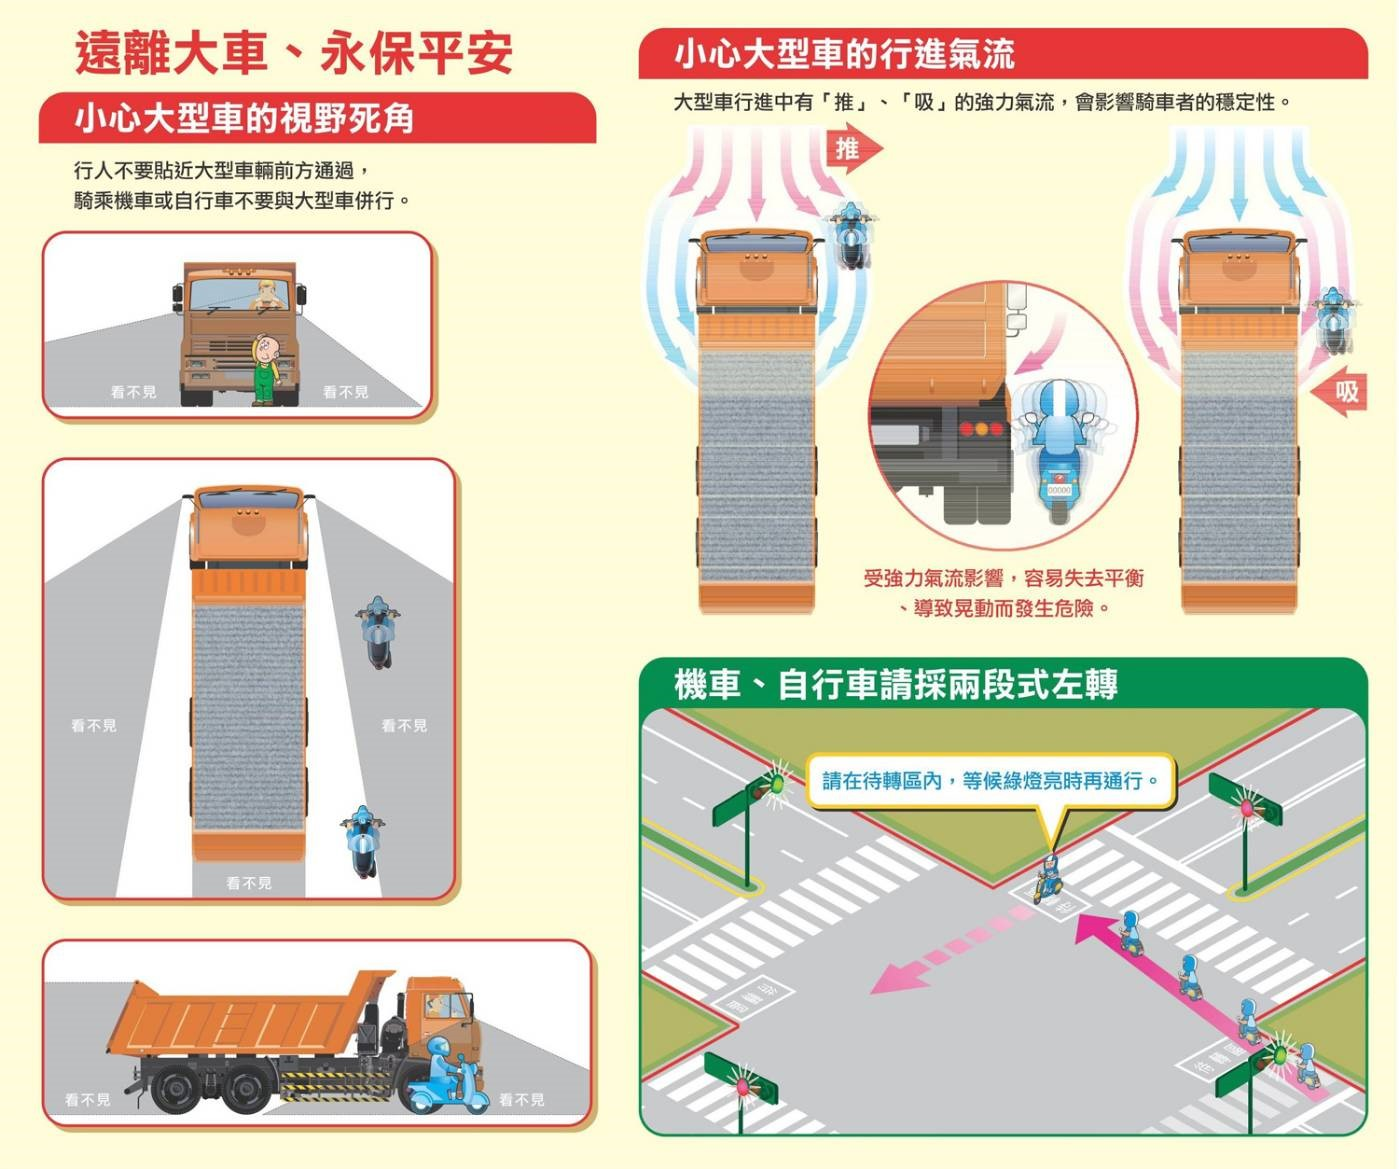 遠離大車、永保平安
小心大型車的視野死角
行人不要貼近大型車輛前方通過，
騎乘機車或自行車不要與大型車併行。
看不見
看不見
看不見
看不見
看不見
看不見
看不見
小心大型車的行進氣流
大型車行進中有「推」、「吸」的強力氣流，會影響騎車者的穩定性。
推
吸
00000
受強力氣流影響，容易失去平衡
、導致晃動而發生危險。
機車、自行車請採兩段式左轉
請在待轉區內，等候綠燈亮時再通行。
待轉區